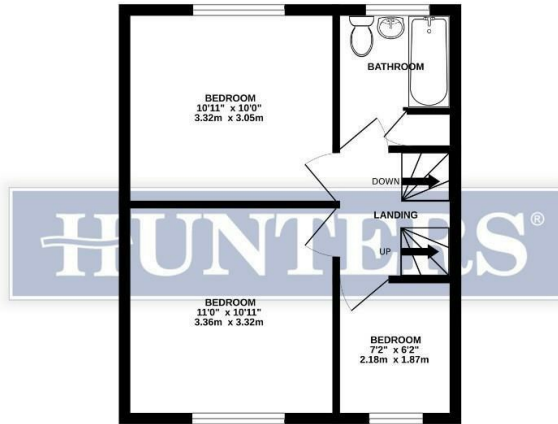 BEDROOM
10'11" x 10'0"
3.32m x 3.05m
BATHROOM
DOWN
LANDING
HUNTERS®
UP
BEDROOM
11'0" x 10'11"
3.36m x 3.32m
BEDROOM
7'2" x 6'2"
2.18m x 1.87m